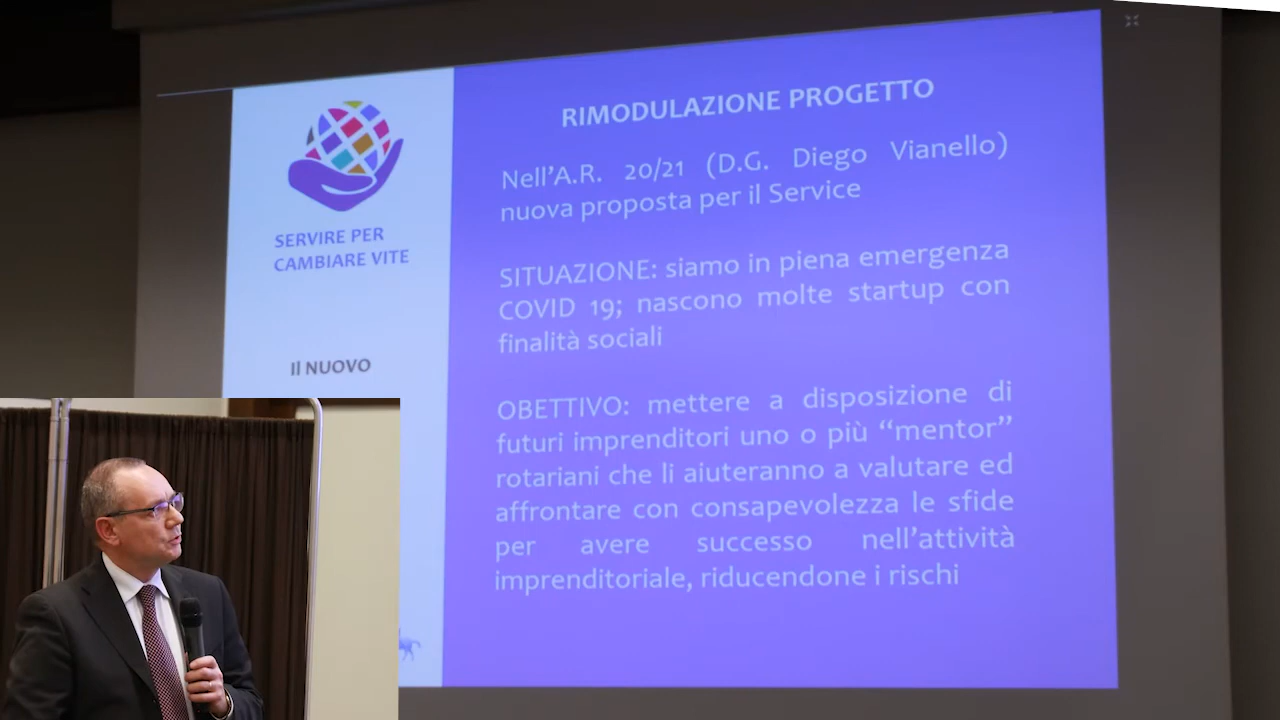 RIMODULAZIONE PROGETTO
Nell'A.R. 20/21 (D.G. Diego Vianello)
nuova proposta per il Service
SITUAZIONE: siamo in piena emergenza
COVID 19; nascono molte startup con
finalità sociali
OBETTIVO: mettere a disposizione di
futuri imprenditori uno o più “mentor”
rotariani che li aiuteranno a valutare ed
affrontare con consapevolezza le sfide
per avere successo nell'attività
imprenditoriale, riducendone i rischi
SERVIRE PER
CAMBIARE VITE
Il NUOVO